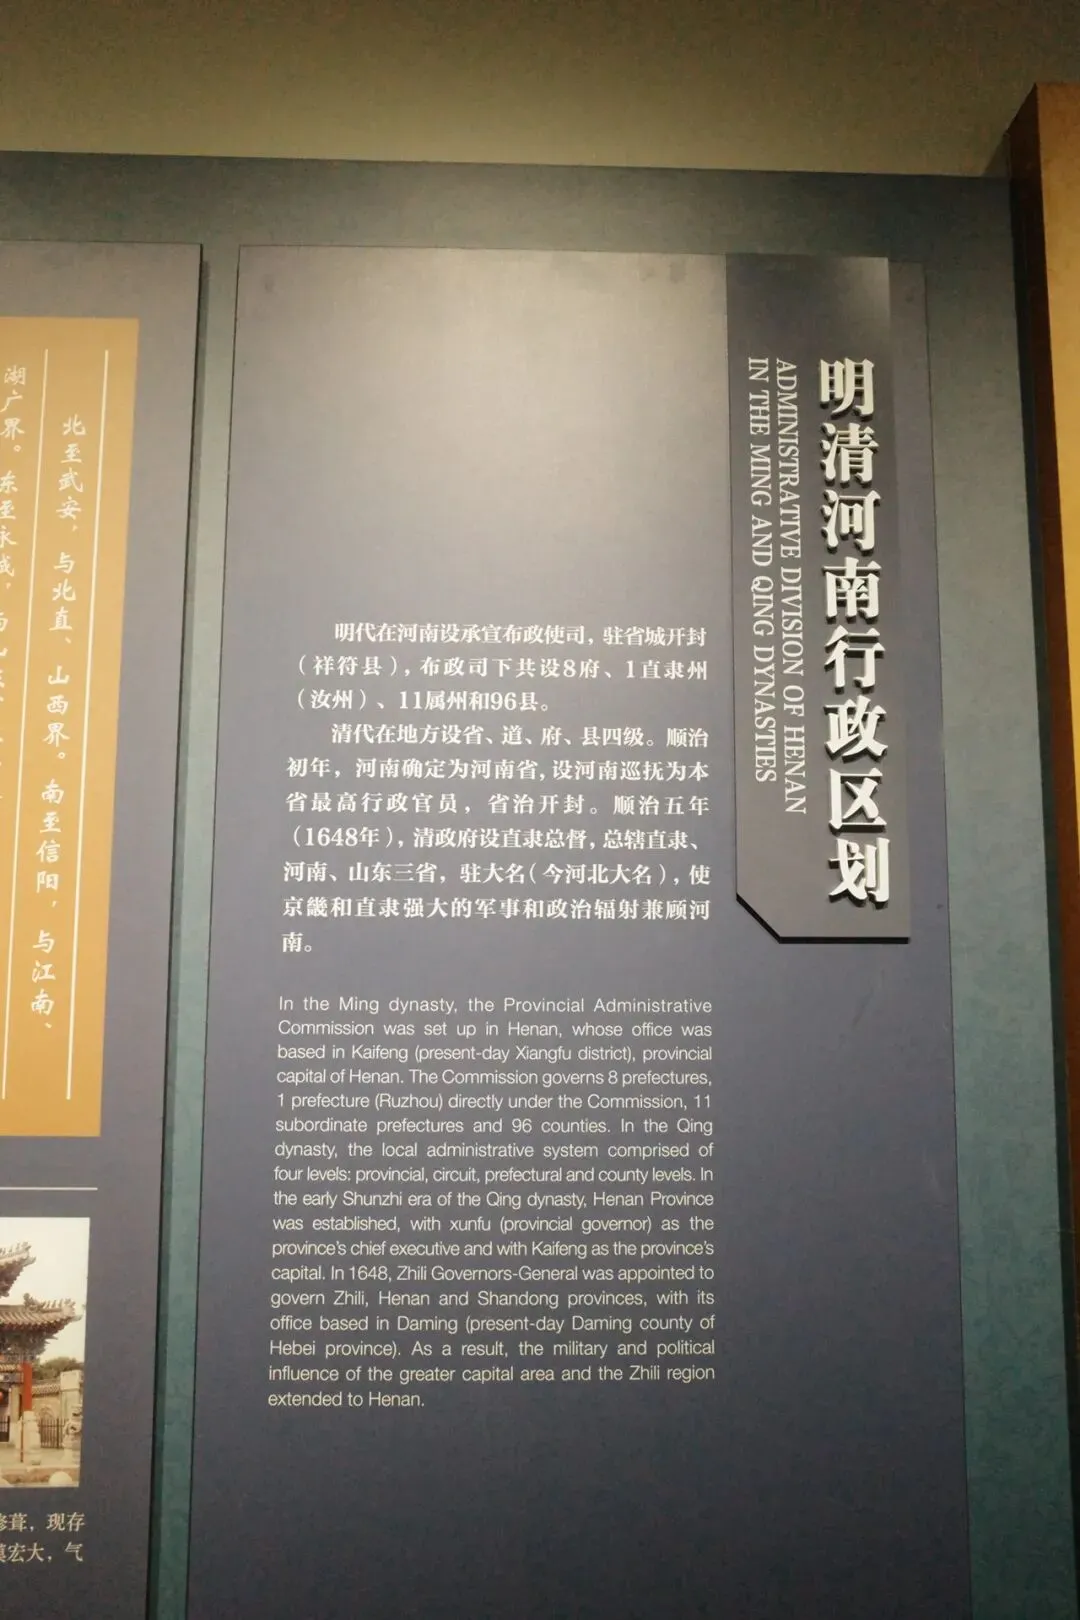 明清河南行政区划
ADMINISTRATIVE DIVISION OF HENAN
IN THE MING AND QING DYNASTIES
明代在河南设承宣布政使司，驻省城开封
（祥符县），布政司下共设8府、1直隶州
（汝州）、11属州和96县。
清代在地方设省、道、府、县四级。顺治
初年，河南确定为河南省，设河南巡抚为本
省最高行政官员，省治开封。顺治五年
（1648年），清政府设直隶总督，总辖直隶、
河南、山东三省，驻大名（今河北大名），使
京畿和直隶强大的军事和政治辐射兼顾河
南。
In the Ming dynasty, the Provincial Administrative
Commission was set up in Henan, whose office was
based in Kaifeng (present-day Xiangfu district), provincial
capital of Henan. The Commission governs 8 prefectures,
1 prefecture (Ruzhou) directly under the Commission, 11
subordinate prefectures and 96 counties. In the Qing
dynasty, the local administrative system comprised of
four levels: provincial, circuit, prefectural and county levels. In
the early Shunzhi era of the Qing dynasty, Henan Province
was established, with xunfu (provincial governor) as the
province's chief executive and with Kaifeng as the province's
capital. In 1648, Zhili Governors-General was appointed to
govern Zhili, Henan and Shandong provinces, with its
office based in Daming (present-day Daming county of
Hebei province). As a result, the military and political
influence of the greater capital area and the Zhili region
extended to Henan.
北至武安，与北直、山西界。南至信阳，与江南、
湖广界。东至永城，
修葺，现存
宏大，气